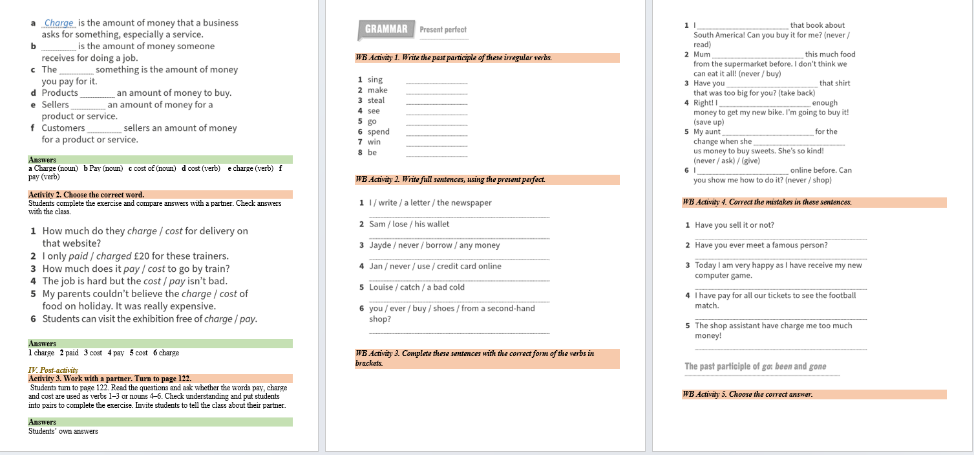 a Charge is the amount of money that a business
asks for something, especially a service.
b ________ is the amount of money someone
receives for doing a job.
c The ________ something is the amount of money
you pay for it.
d Products ________ an amount of money to buy.
e Sellers ________ an amount of money for a
product or service.
f Customers ________ sellers an amount of money
for a product or service.
Answers
a Charge (noun) b Pay (noun) c cost of (noun) d cost (verb) e charge (verb) f
pay (verb)
Activity 2. Choose the correct word.
Students complete the exercise and compare answers with a partner. Check answers
with the class.
1 How much do they charge / cost for delivery on
that website?
2 I only paid / charged £20 for these trainers.
3 How much does it pay / cost to go by train?
4 The job is hard but the cost / pay isn't bad.
5 My parents couldn't believe the charge / cost of
food on holiday. It was really expensive.
6 Students can visit the exhibition free of charge / pay.
Answers
1 charge 2 paid 3 cost 4 pay 5 cost 6 charge
IV. Post-activity
Activity 3. Work with a partner. Turn to page 122.
Students turn to page 122. Read the questions and ask whether the words pay, charge
and cost are used as verbs 1–3 or nouns 4–6. Check understanding and put students
into pairs to complete the exercise. Invite students to tell the class about their partner.
Answers
Students' own answers
GRAMMAR Present perfect
WB Activity 1. Write the past participle of these irregular verbs.
1 sing
2 make
3 steal
4 see
5 go
6 spend
7 win
8 be
WB Activity 2. Write full sentences, using the present perfect.
1 I / write / a letter / the newspaper
2 Sam / lose / his wallet
3 Jayde / never / borrow / any money
4 Jan / never / use / credit card online
5 Louise / catch / a bad cold
6 you / ever / buy / shoes / from a second-hand
shop?
WB Activity 3. Complete these sentences with the correct form of the verbs in
brackets.
1 I ________ that book about
South America! Can you buy it for me? (never /
read)
2 Mum ________ this much food
from the supermarket before. I don't think we
can eat it all! (never / buy)
3 Have you ________ that shirt
that was too big for you? (take back)
4 Right! I ________ enough
money to get my new bike. I'm going to buy it!
(save up)
5 My aunt ________ for the
change when she ________
us money to buy sweets. She's so kind!
(never / ask) / (give)
6 I ________ online before. Can
you show me how to do it? (never / shop)
WB Activity 4. Correct the mistakes in these sentences.
1 Have you sell it or not?
2 Have you ever meet a famous person?
3 Today I am very happy as I have receive my new
computer game.
4 I have pay for all our tickets to see the football
match.
5 The shop assistant have charge me too much
money!
The past participle of go: been and gone
WB Activity 5. Choose the correct answer.